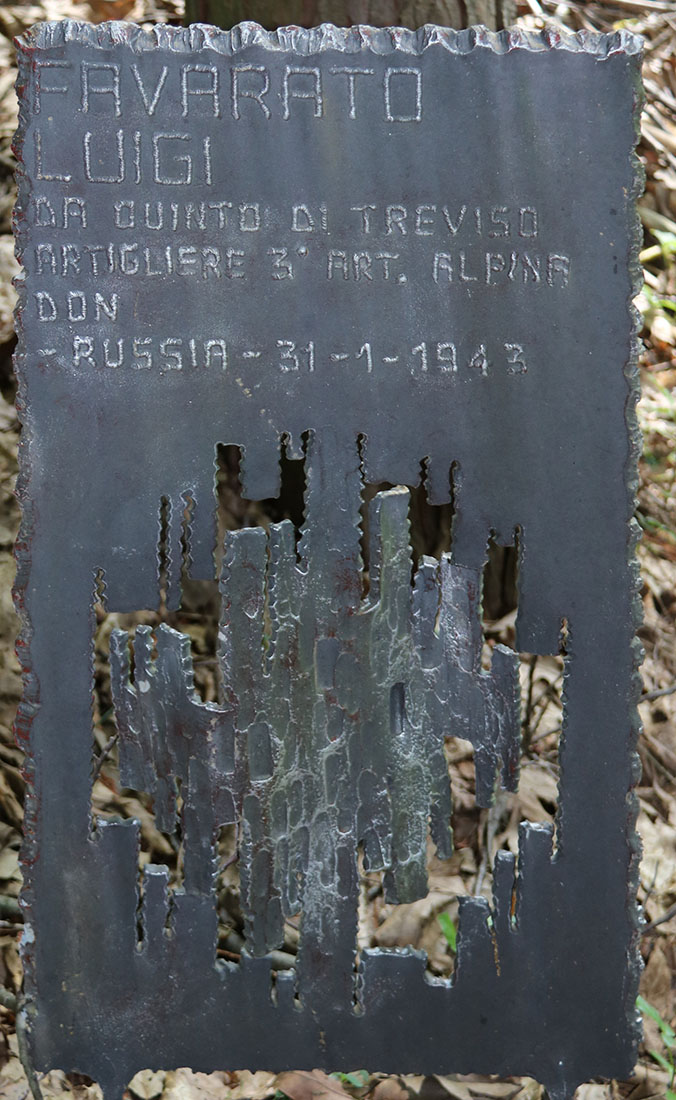 FAVARATO
LUIGI
DA QUINTO DI TREVISO
ARTIGLIERE 3° ART. ALPINA
DON
-RUSSIA-31-1-1943